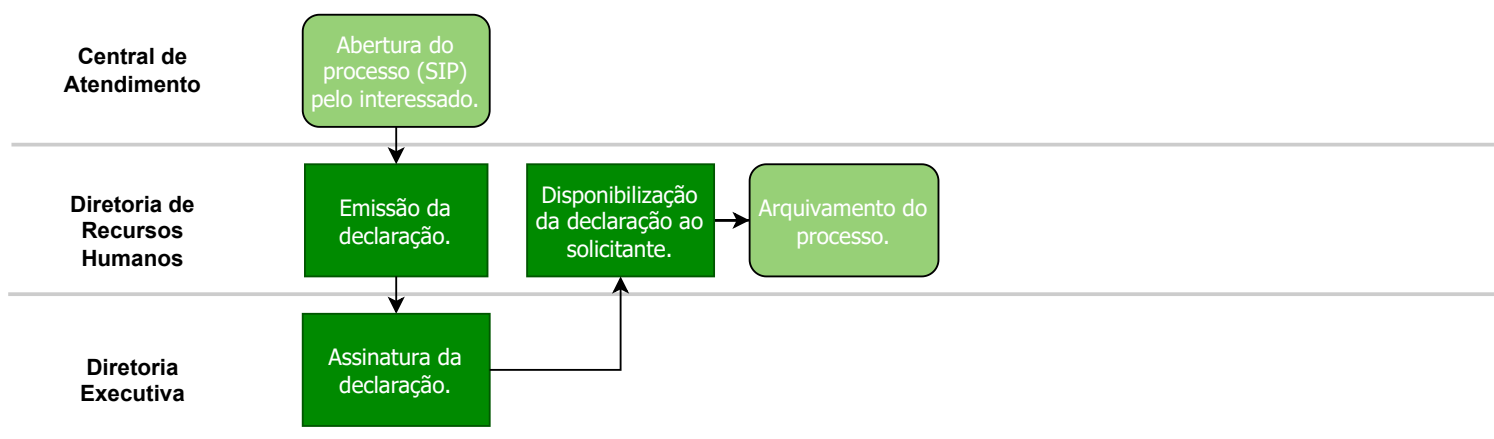 Central de
Atendimento
Abertura do
processo (SIP)
pelo interessado.
Diretoria de
Recursos
Humanos
Emissão da
declaração.
Disponibilização
da declaração ao
solicitante.
Arquivamento do
processo.
Diretoria
Executiva
Assinatura da
declaração.